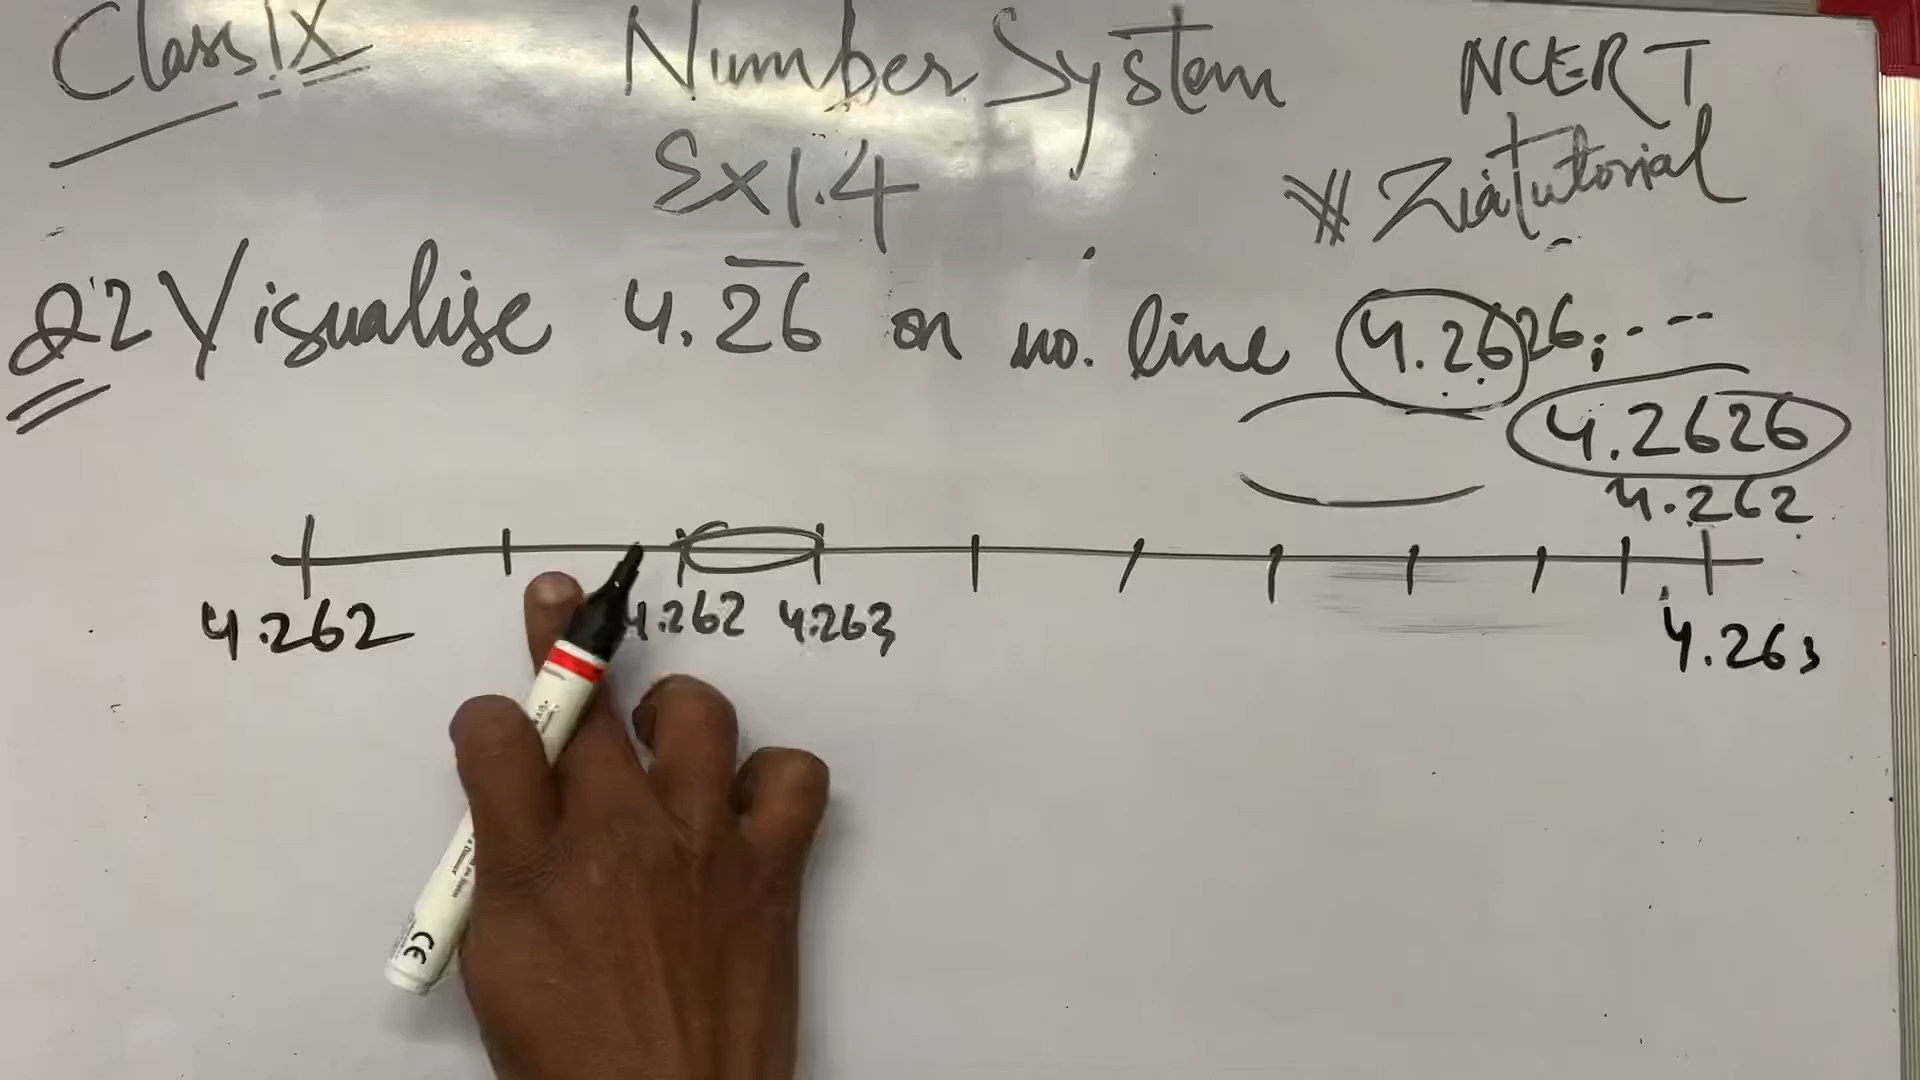 Class IX Number System NCERT
Ex 1.4 # Ziatutorial
Q2 Visualise 4.2̅6̅ on no. line 4.2626, ----
4.2626
4.262
4.262 4.262 4.263 4.263
CE